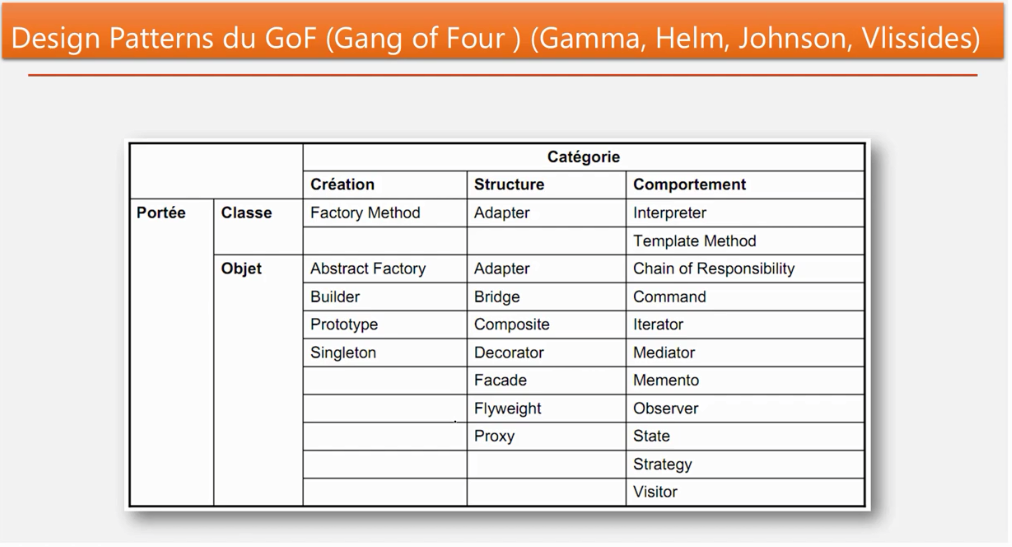 Design Patterns du GoF (Gang of Four ) (Gamma, Helm, Johnson, Vlissides)
Catégorie
Création Structure Comportement
Portée Classe Factory Method Adapter Interpreter
Template Method
Objet Abstract Factory Adapter Chain of Responsibility
Builder Bridge Command
Prototype Composite Iterator
Singleton Decorator Mediator
Facade Memento
Flyweight Observer
Proxy State
Strategy
Visitor